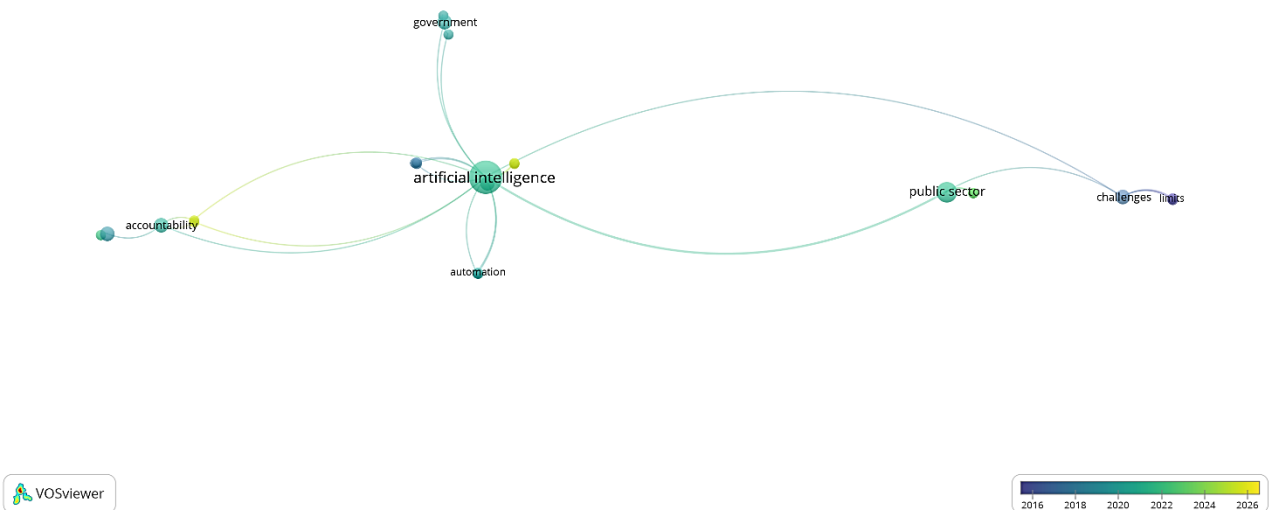 government
artificial intelligence
public sector
challenges
limits
accountability
automation
VOSviewer
2016 2018 2020 2022 2024 2026